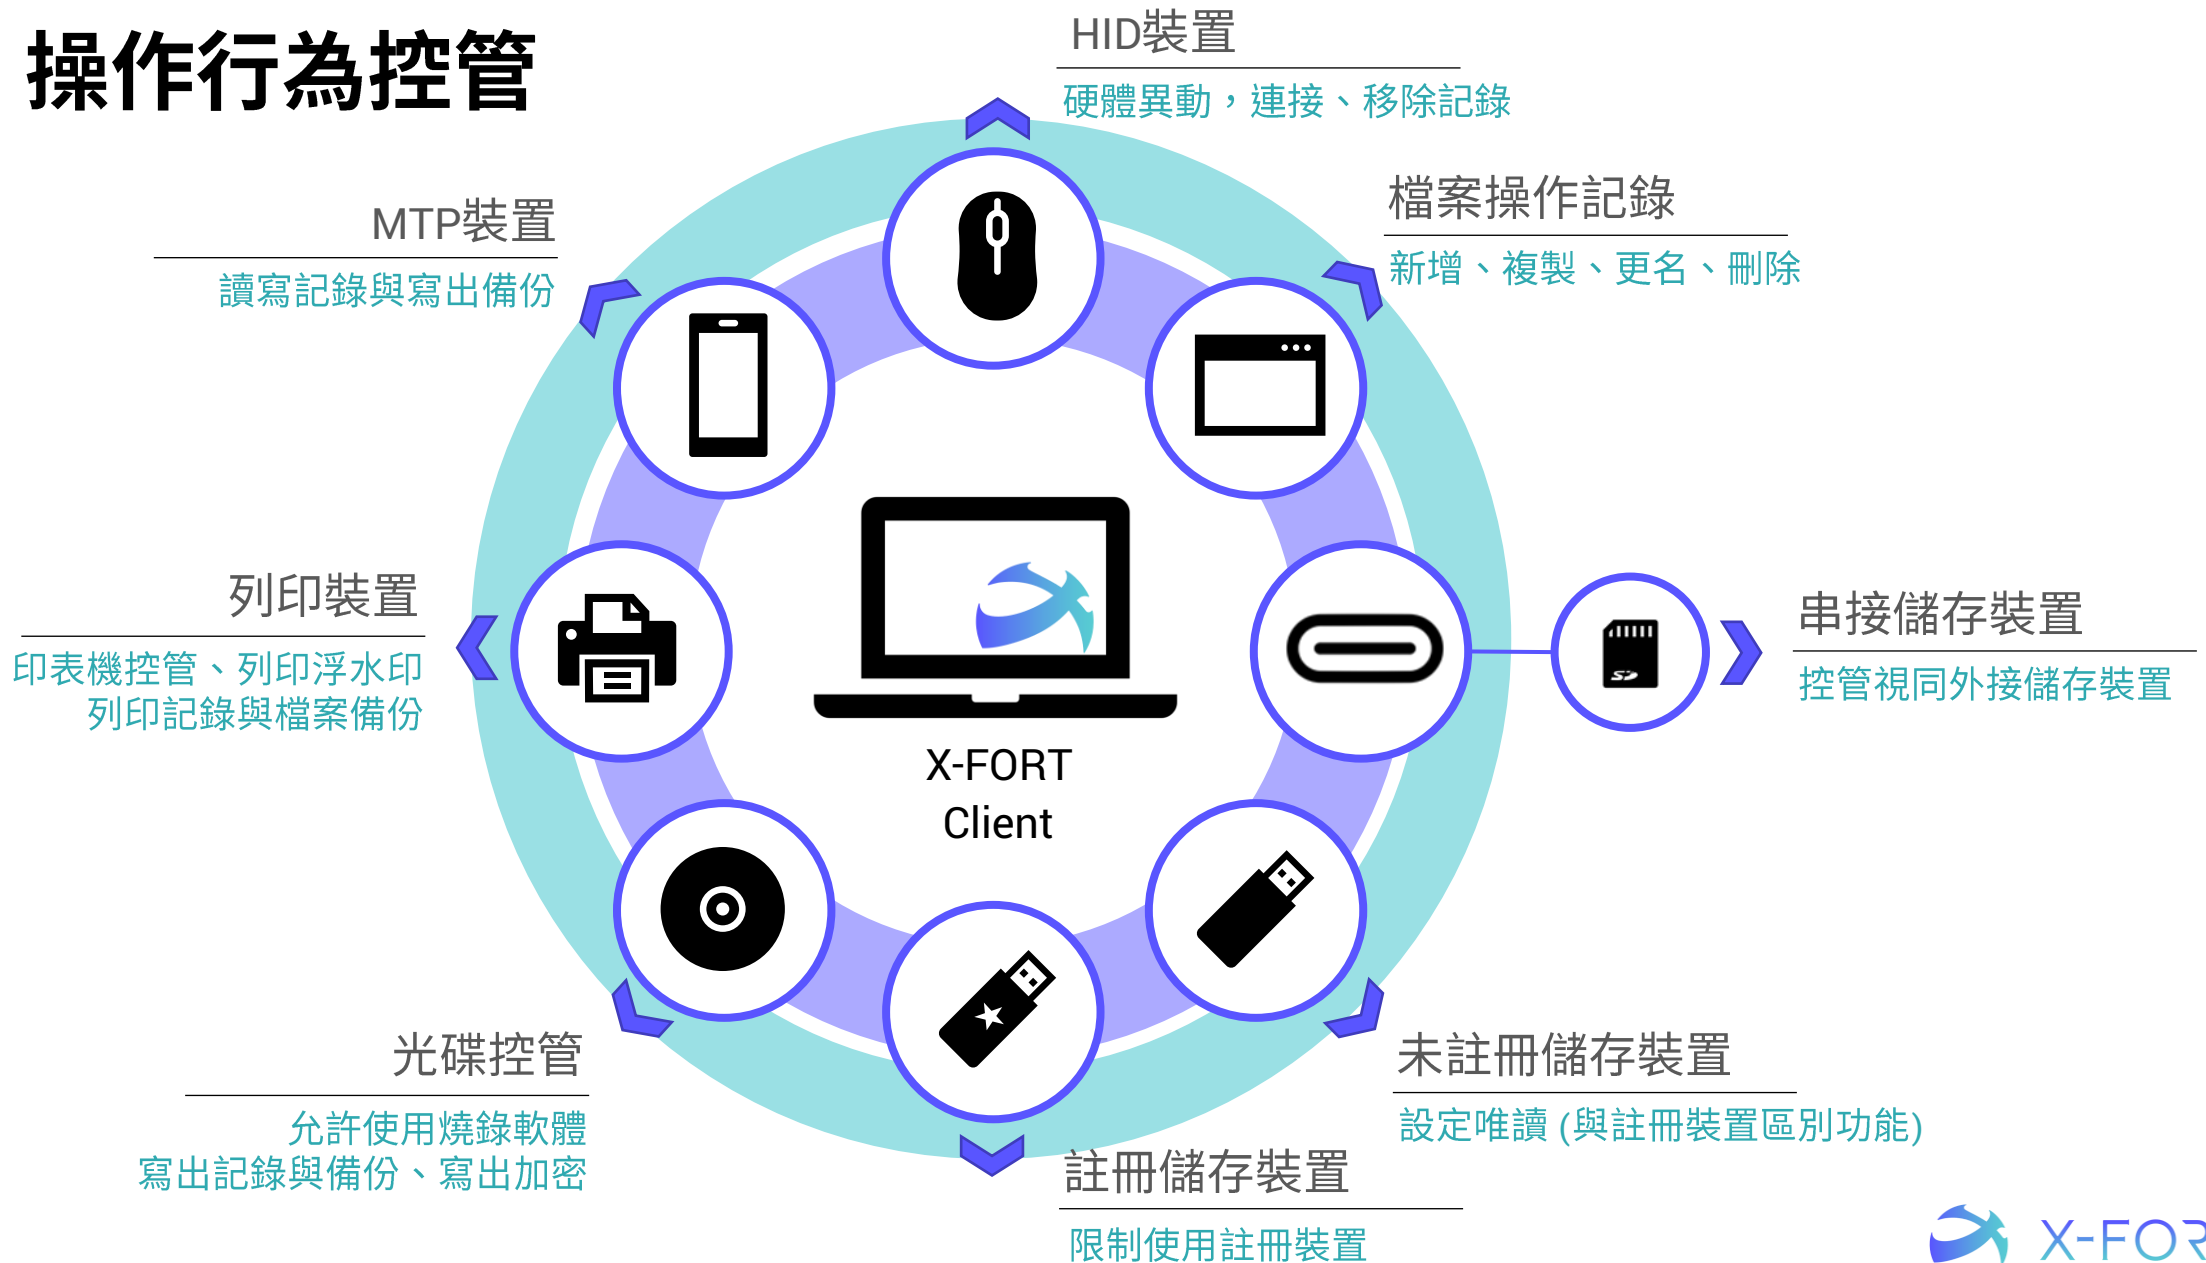 操作行為控管
HID裝置
硬體異動，連接、移除記錄
檔案操作記錄
新增、複製、更名、刪除
MTP裝置
讀寫記錄與寫出備份
列印裝置
印表機控管、列印浮水印
列印記錄與檔案備份
串接儲存裝置
控管視同外接儲存裝置
SD
X-FORT
Client
光碟控管
允許使用燒錄軟體
寫出記錄與備份、寫出加密
未註冊儲存裝置
設定唯讀 (與註冊裝置區別功能)
註冊儲存裝置
限制使用註冊裝置
X-FOR